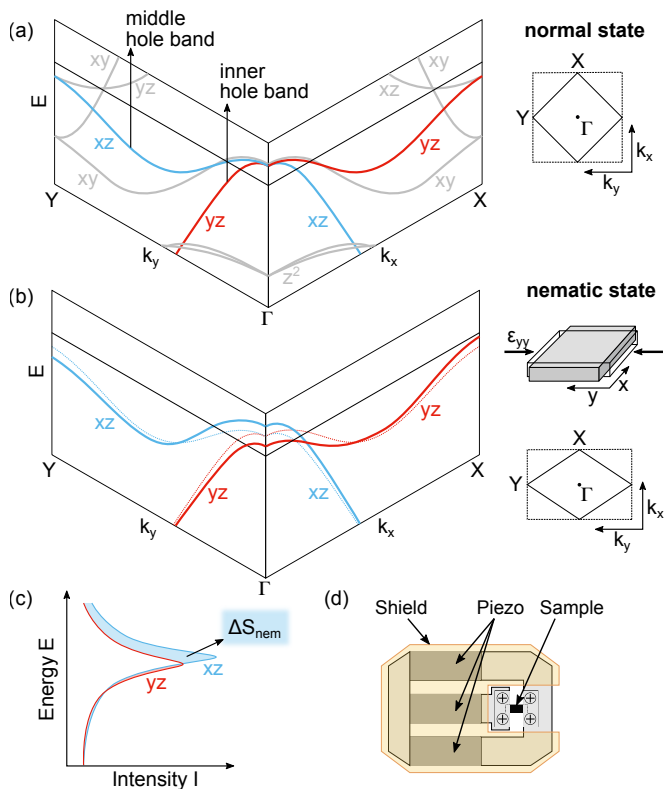 (a)
middle
hole band
inner
hole band
normal state
xy
yz
xz
xy
E
xz
yz
xy
xy
yz
xz
z²
Y
X
k_y
k_x
Γ
X
Y
Γ
k_x
k_y
(b)
nematic state
E
xz
yz
yz
xz
Y
X
k_y
k_x
Γ
ε_yy
x
y
X
Y
Γ
k_x
k_y
(c)
Energy E
ΔS_nem
xz
yz
Intensity I
(d)
Shield
Piezo
Sample